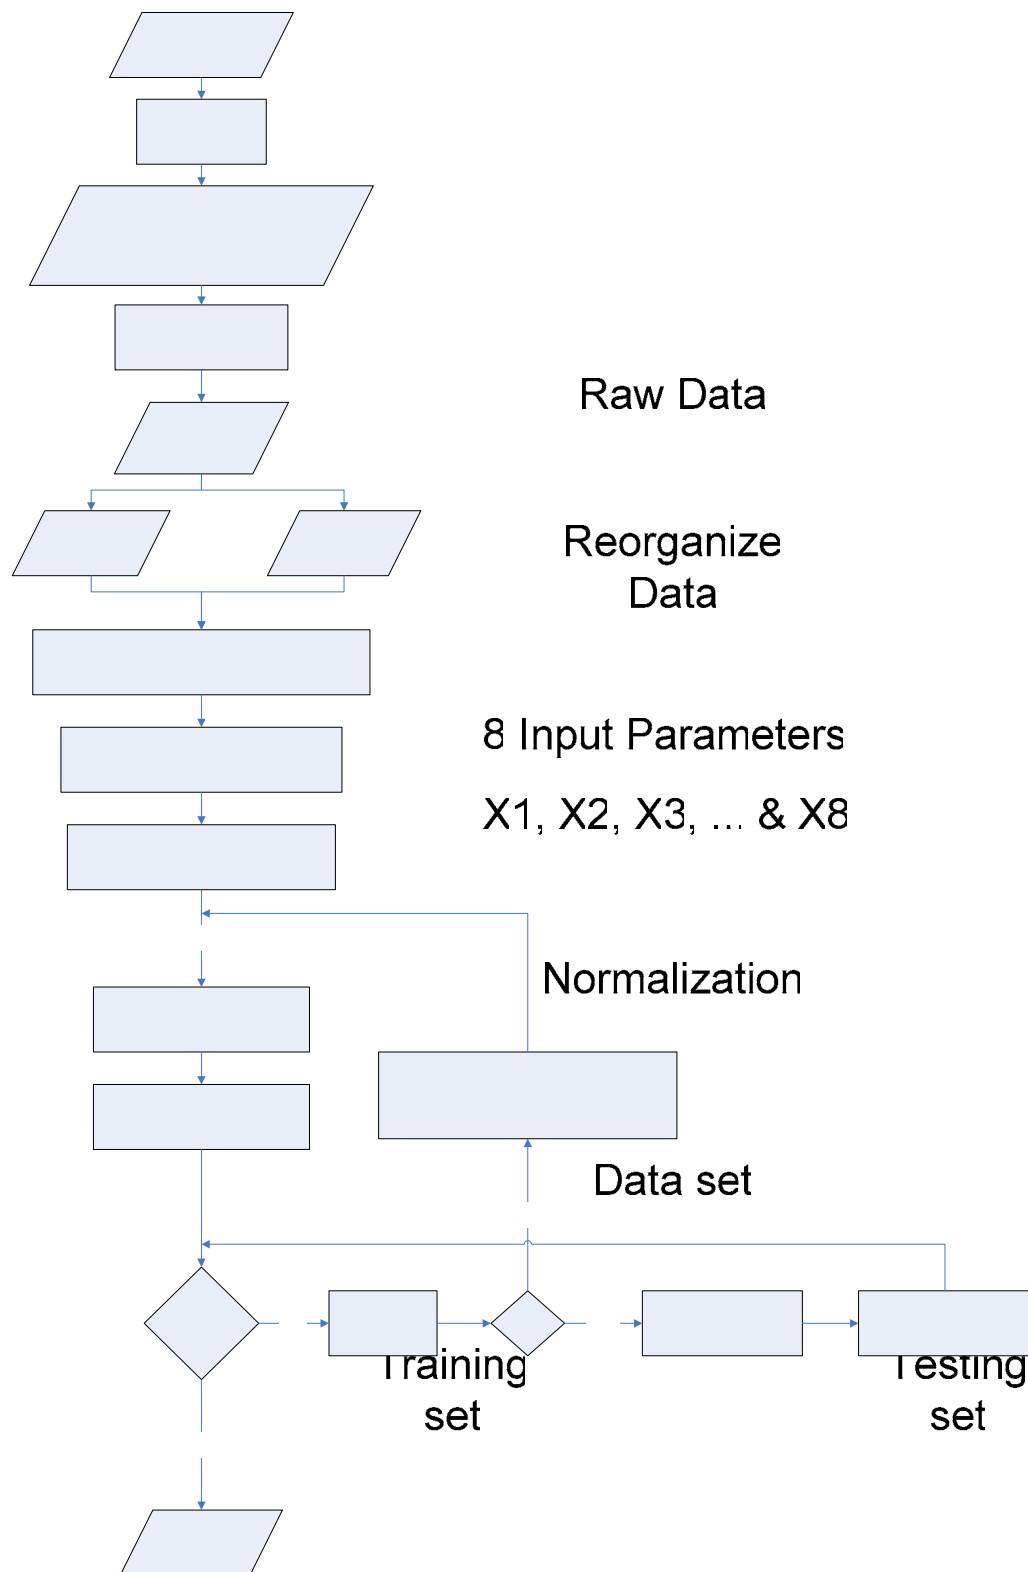 Raw Data
Reorganize
Data
8 Input Parameters
X1, X2, X3, ... & X8
Normalization
Data set
Training
set
Testing
set